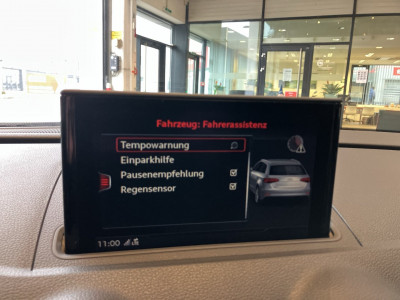 Fahrzeug: Fahrerassistenz
Tempowarnung
Einparkhilfe
Pausenempfehlung
Regensensor
11:00